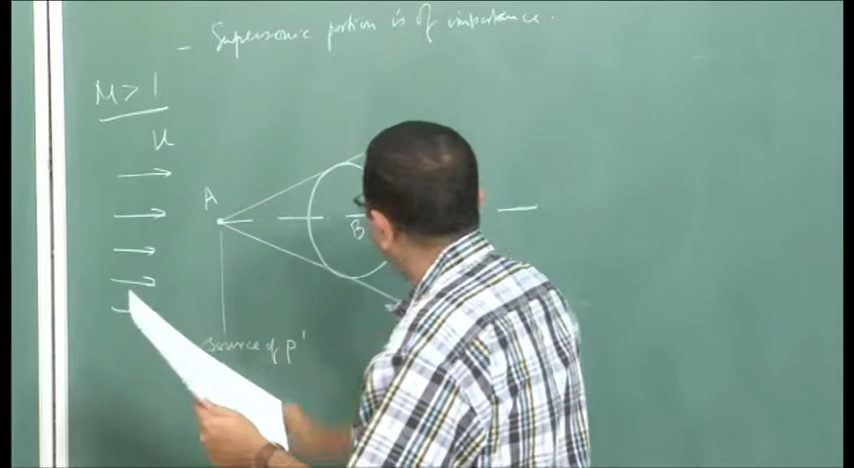 - Supersonic portion is of importance.
M > 1
u
A
B
Source of p'